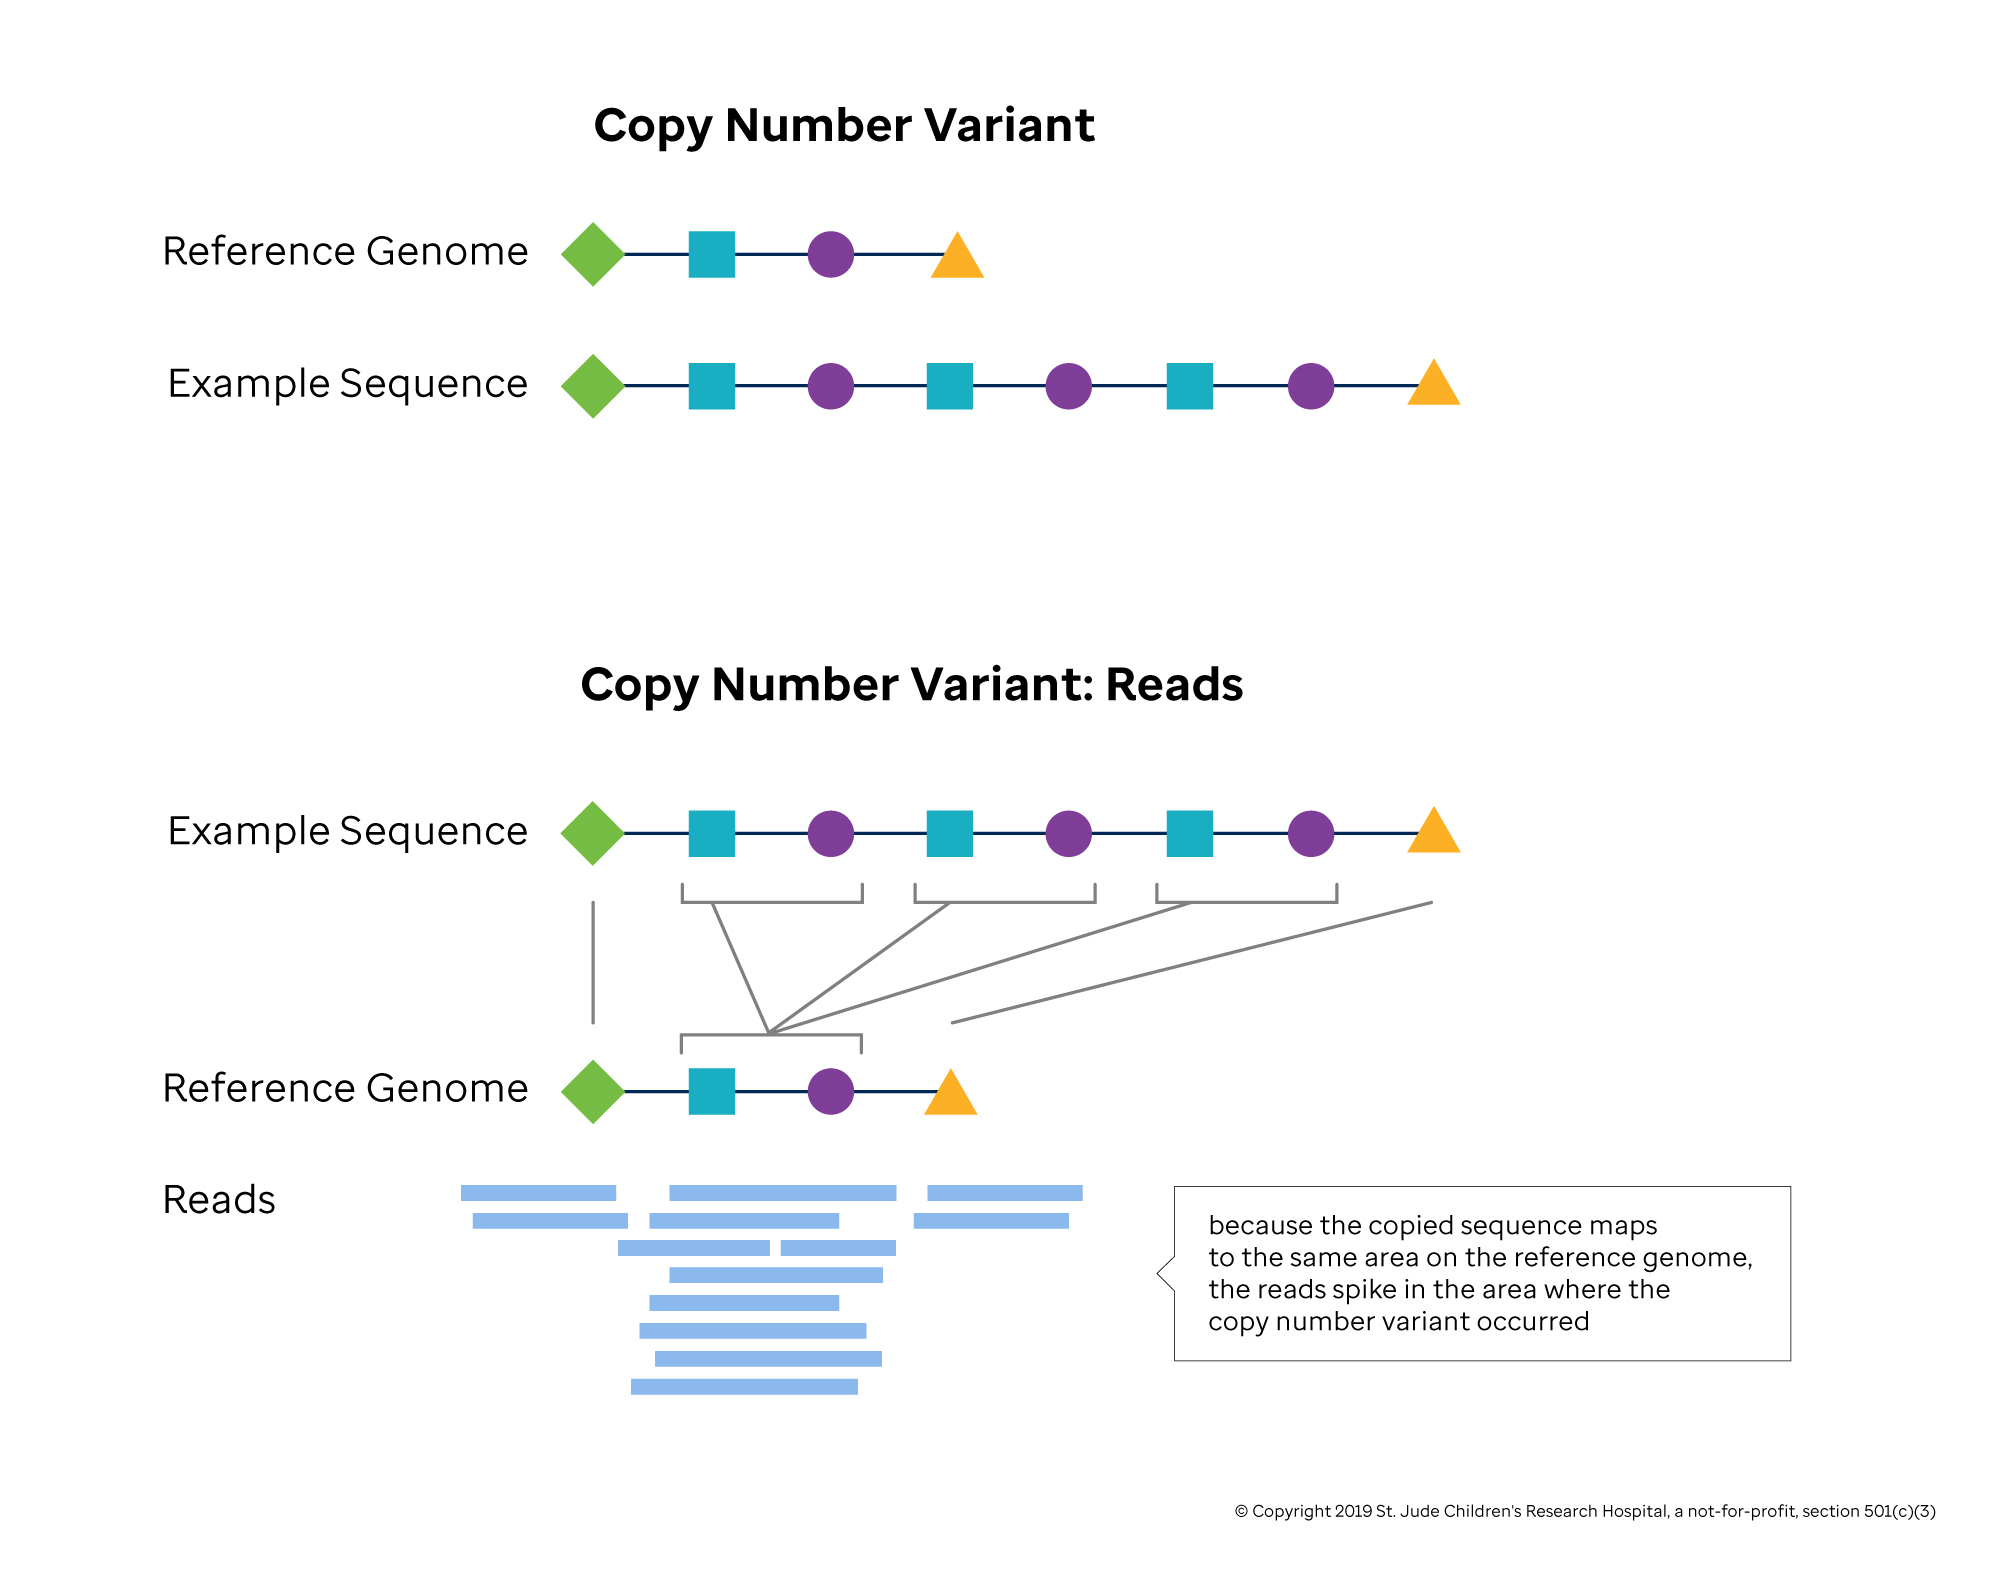 Copy Number Variant
Reference Genome
Example Sequence
Copy Number Variant: Reads
Example Sequence
Reference Genome
Reads
because the copied sequence maps
to the same area on the reference genome,
the reads spike in the area where the
copy number variant occurred
© Copyright 2019 St. Jude Children's Research Hospital, a not-for-profit, section 501(c)(3)